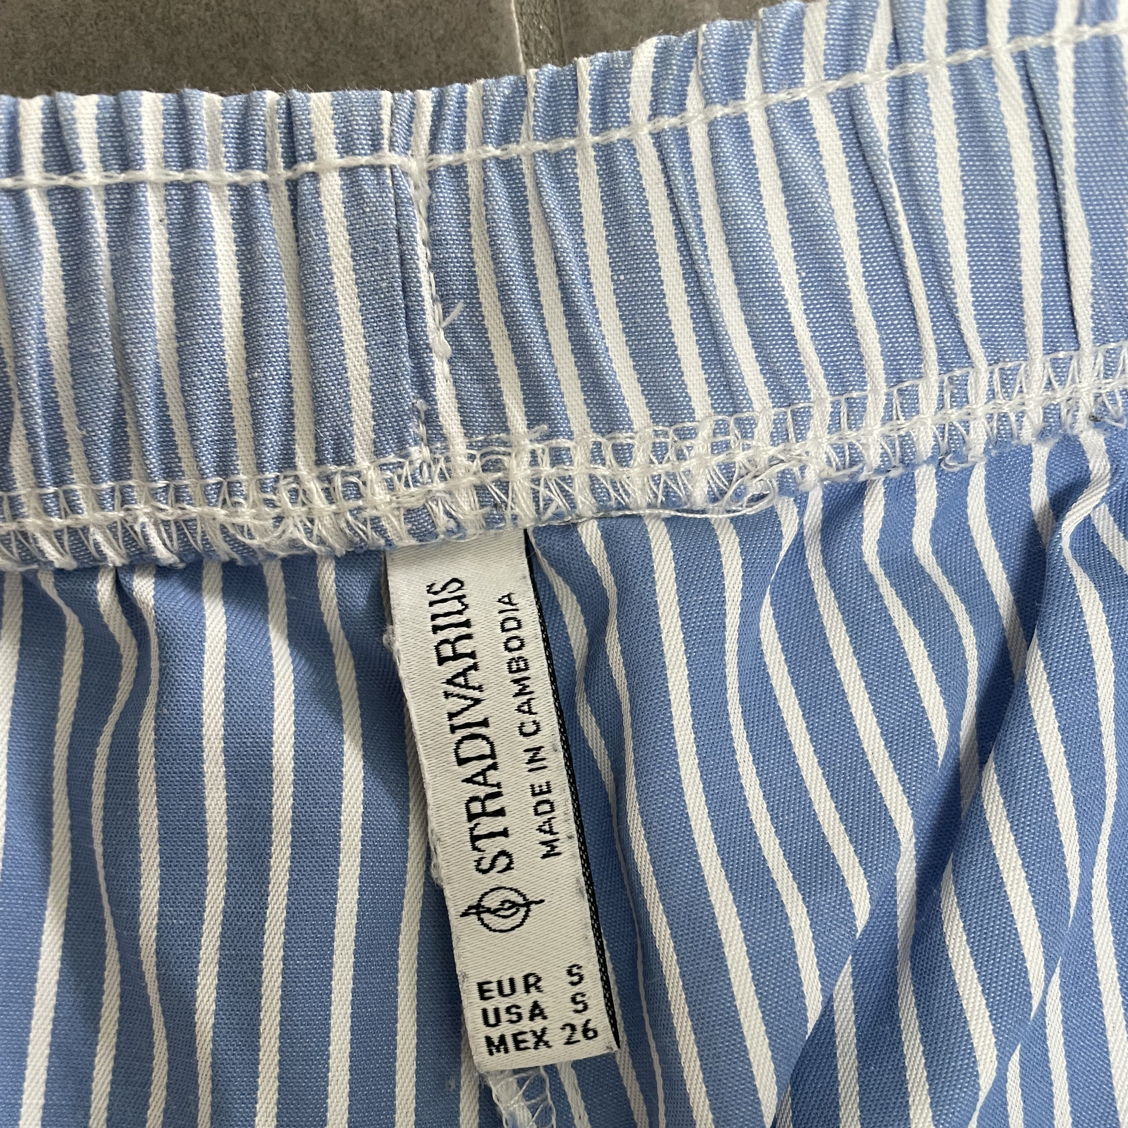 STRADIVARIUS
MADE IN CAMBODIA
EUR S
USA S
MEX 26